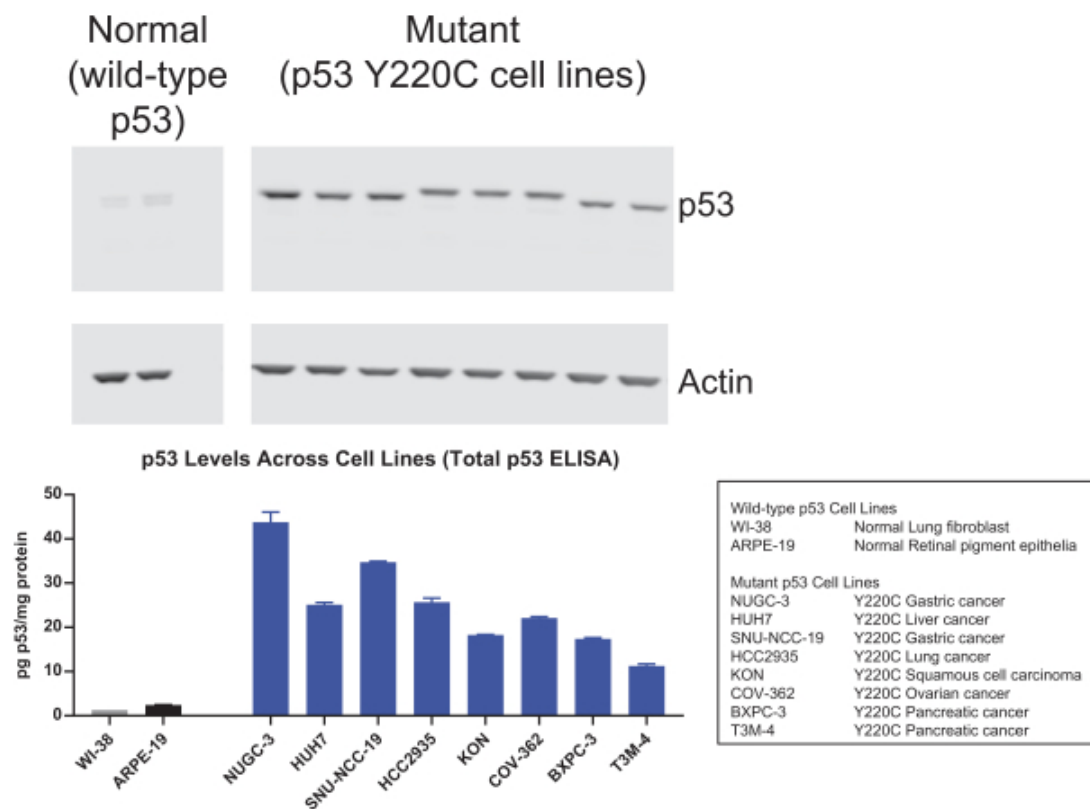 Normal
(wild-type
p53)
Mutant
(p53 Y220C cell lines)
p53
Actin
p53 Levels Across Cell Lines (Total p53 ELISA)
pg p53/mg protein
50
40
30
20
10
0
WI-38
ARPE-19
NUGC-3
HUH7
SNU-NCC-19
HCC2935
KON
COV-362
BXPC-3
T3M-4
Wild-type p53 Cell Lines
WI-38 Normal Lung fibroblast
ARPE-19 Normal Retinal pigment epithelia
Mutant p53 Cell Lines
NUGC-3 Y220C Gastric cancer
HUH7 Y220C Liver cancer
SNU-NCC-19 Y220C Gastric cancer
HCC2935 Y220C Lung cancer
KON Y220C Squamous cell carcinoma
COV-362 Y220C Ovarian cancer
BXPC-3 Y220C Pancreatic cancer
T3M-4 Y220C Pancreatic cancer